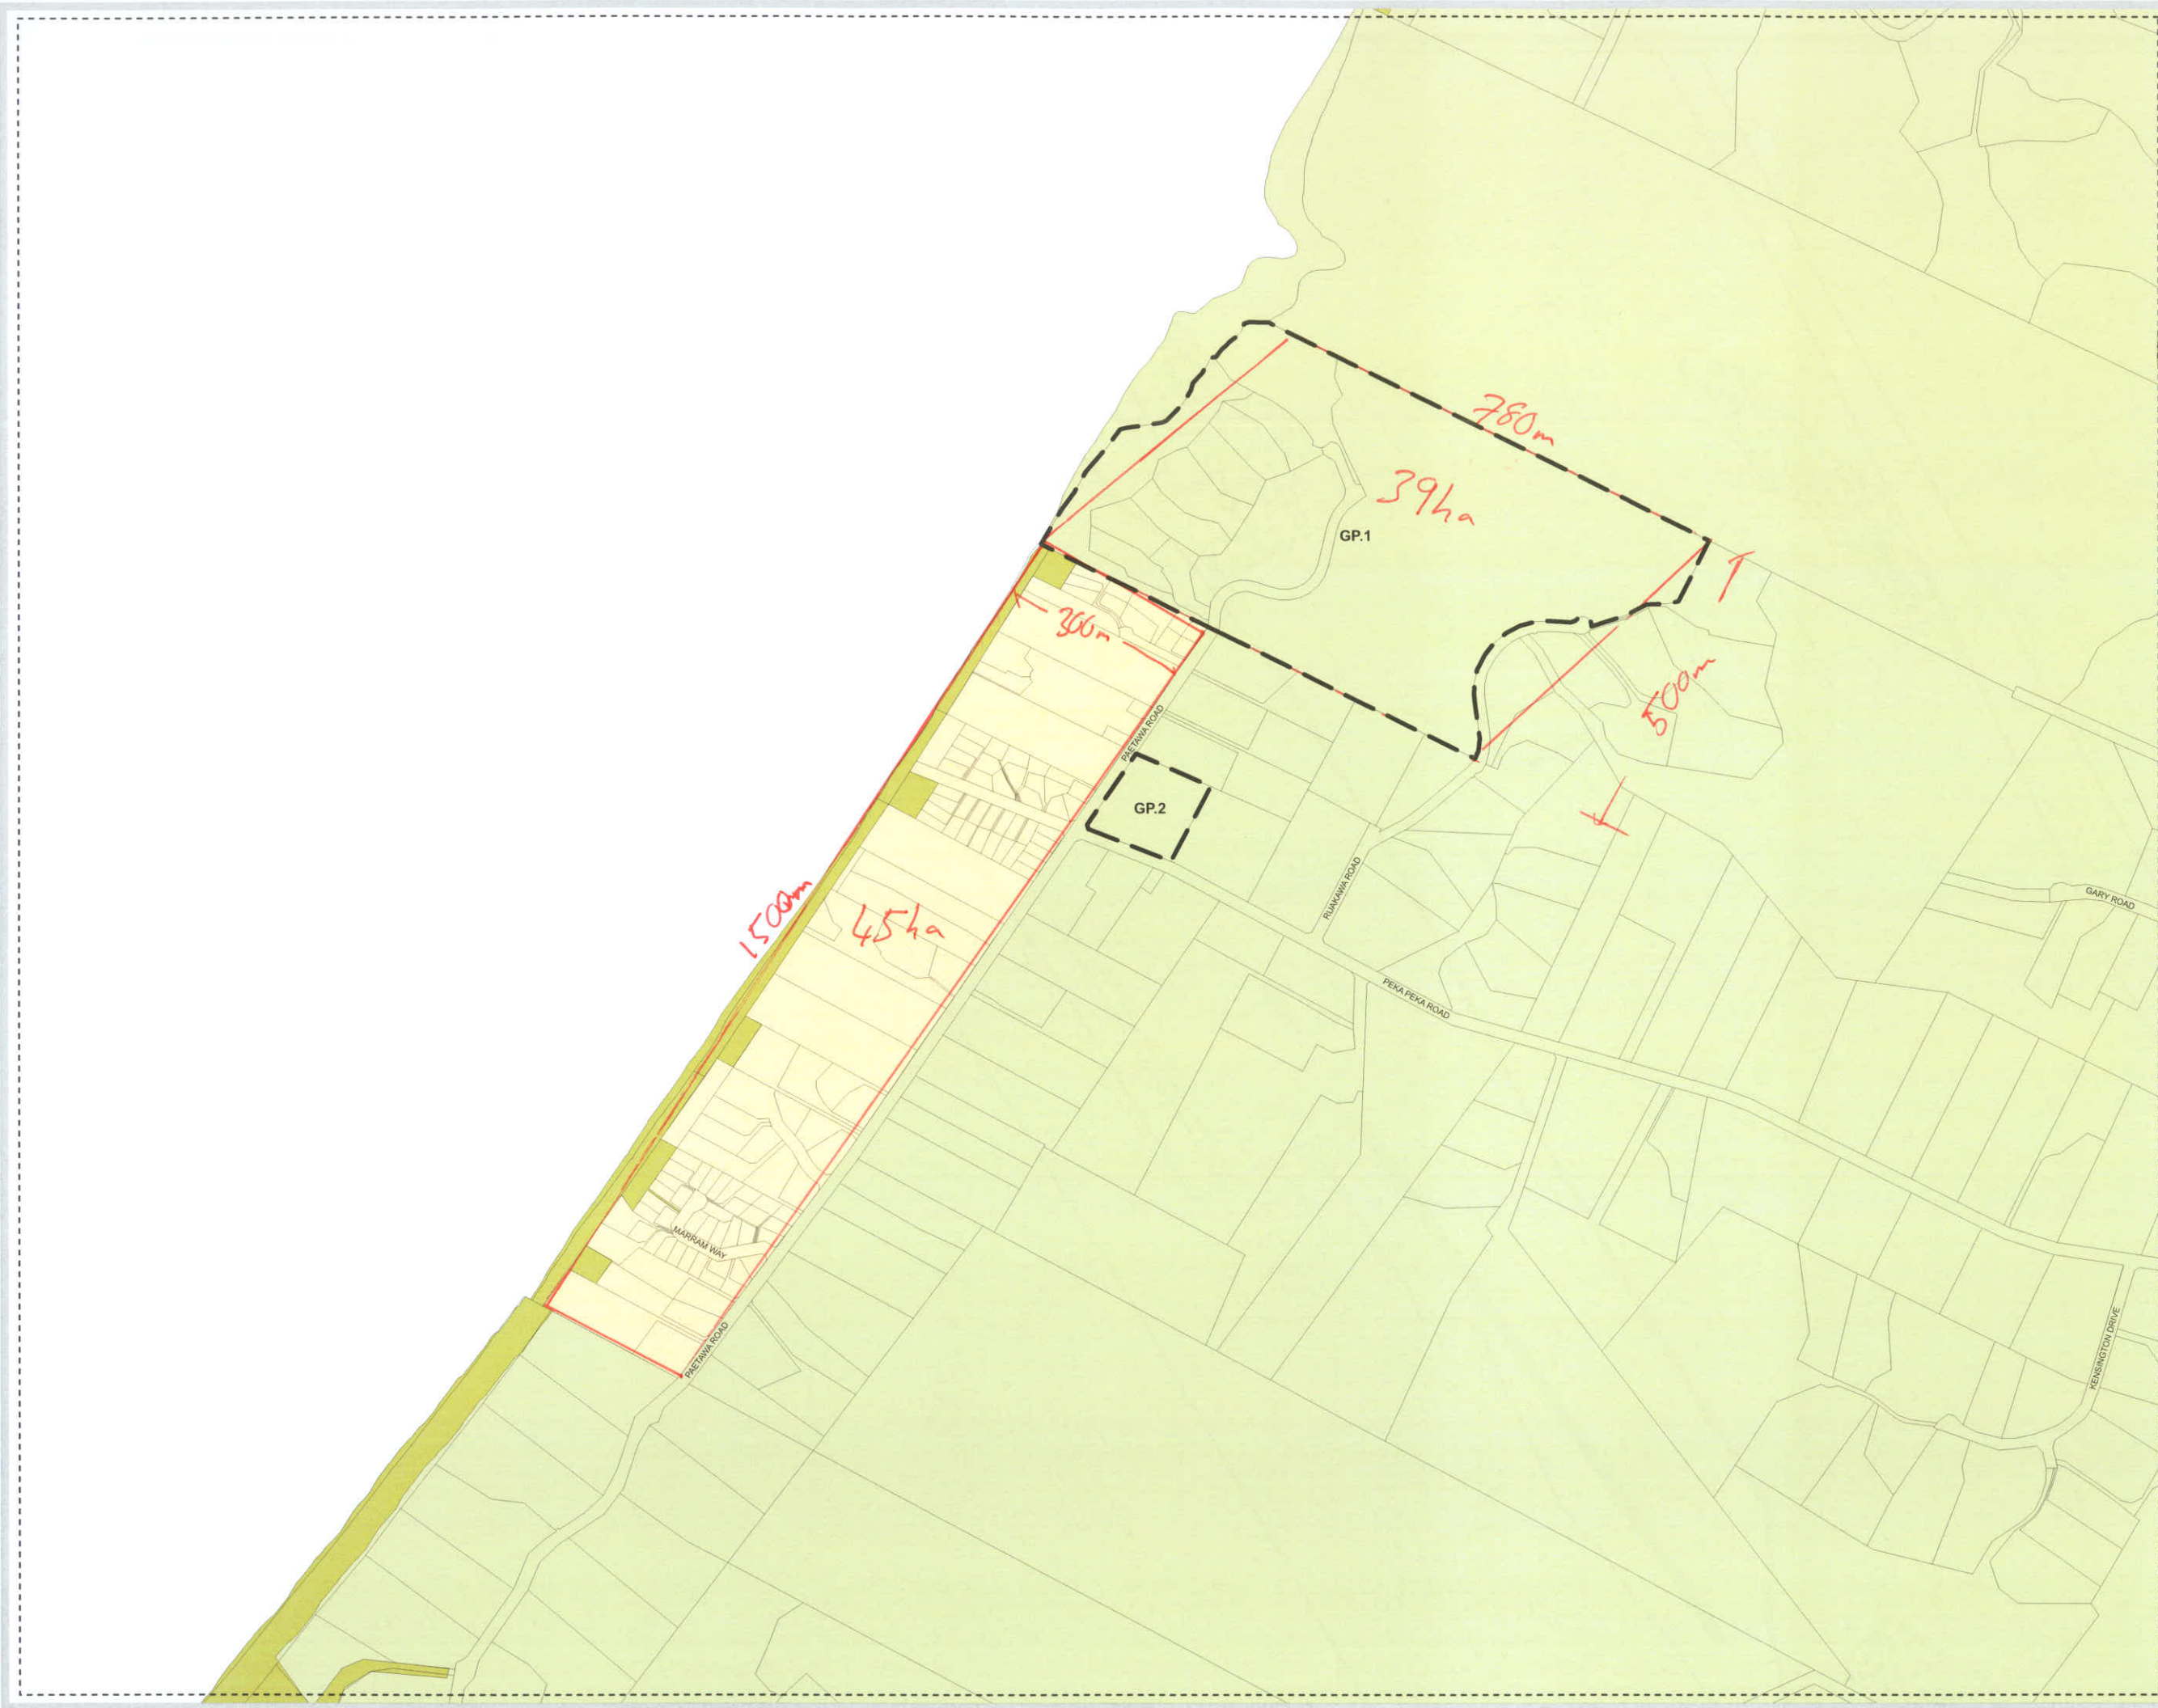 780m
39ha
GP.1
300m
500m
PAETAWA ROAD
GP.2
RUAKAWA ROAD
GARY ROAD
1500m
45ha
PEKA PEKA ROAD
MARRAM WAY
PAETAWA ROAD
KENSINGTON DRIVE